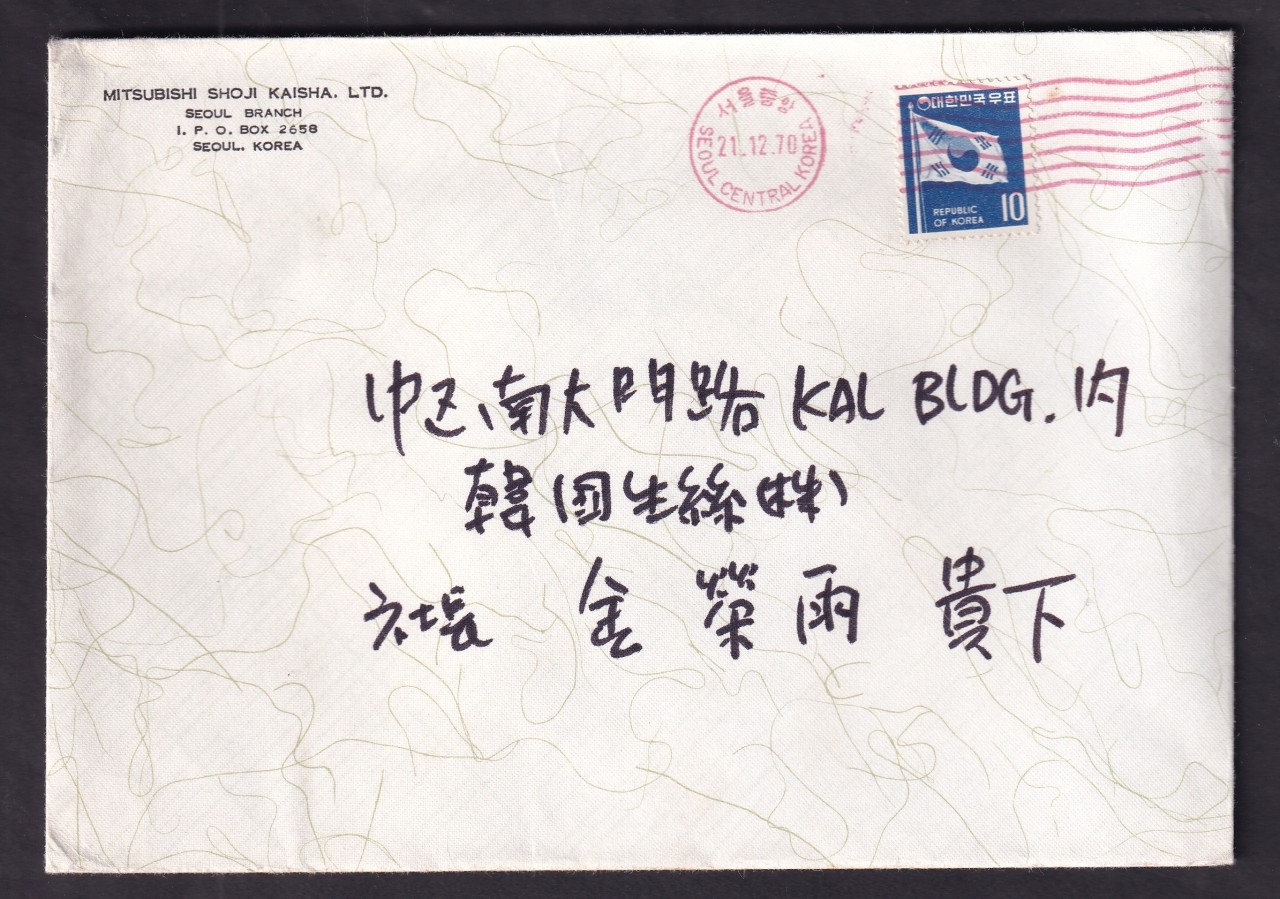 MITSUBISHI SHOJI KAISHA. LTD.
SEOUL BRANCH
I. P. O. BOX 2658
SEOUL. KOREA
서울중앙
21.12.70
SEOUL CENTRAL KOREA
대한민국우표
REPUBLIC
OF KOREA
10
中区 南大門路 KAL BLDG. 内
韓国生絲(株)
社長 金 榮 雨 貴下